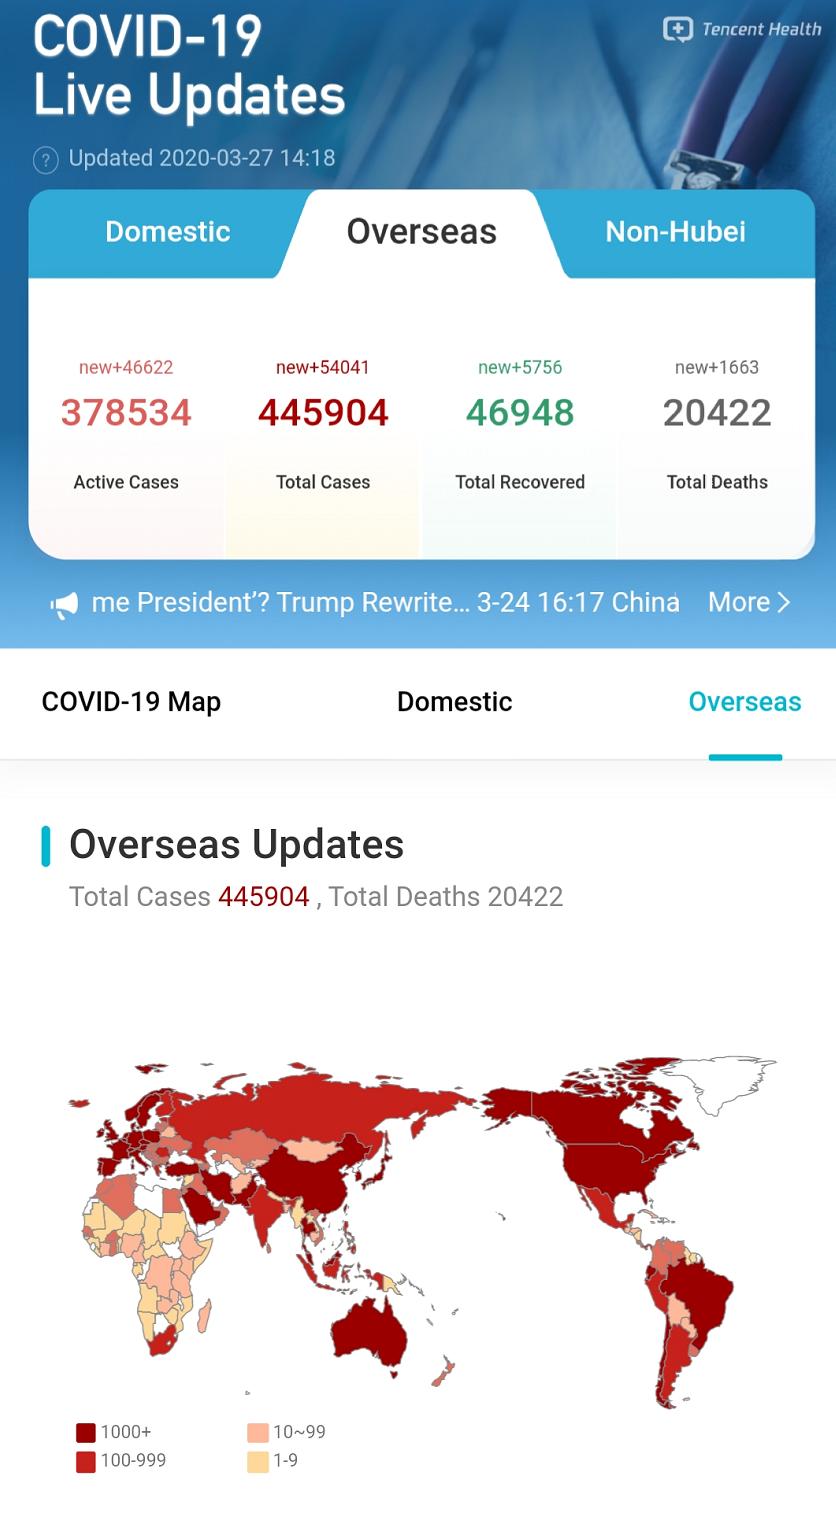 COVID-19
Live Updates
Tencent Health
? Updated 2020-03-27 14:18
Domestic
Overseas
Non-Hubei
new+46622
new+54041
new+5756
new+1663
378534
445904
46948
20422
Active Cases
Total Cases
Total Recovered
Total Deaths
me President’? Trump Rewrite... 3-24 16:17 China
More
COVID-19 Map
Domestic
Overseas
Overseas Updates
Total Cases 445904 , Total Deaths 20422
1000+
10~99
100-999
1-9